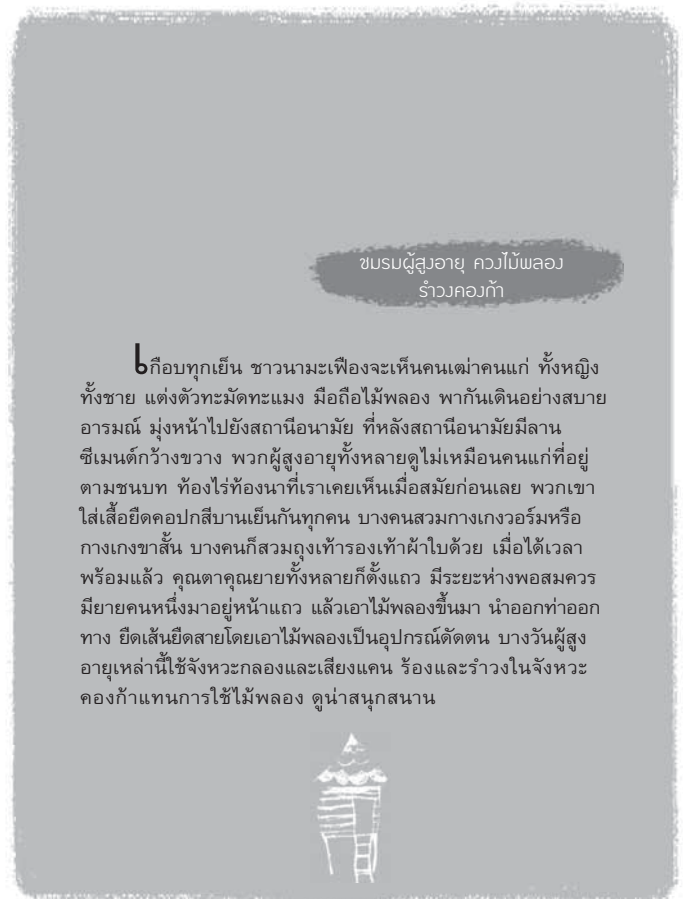 ชมรมผู้สูงอายุ ควงไม้พลอง
รำวงคองก้า
เกือบทุกเย็น ชาวนามะเฟืองจะเห็นคนเฒ่าคนแก่ ทั้งหญิง
ทั้งชาย แต่งตัวทะมัดทะแมง มือถือไม้พลอง พากันเดินอย่างสบาย
อารมณ์ มุ่งหน้าไปยังสถานีอนามัย ที่หลังสถานีอนามัยมีลาน
ซีเมนต์กว้างขวาง พวกผู้สูงอายุทั้งหลายดูไม่เหมือนคนแก่ที่อยู่
ตามชนบท ท้องไร่ท้องนาที่เราเคยเห็นเมื่อสมัยก่อนเลย พวกเขา
ใส่เสื้อยืดคอปกสีบานเย็นกันทุกคน บางคนสวมกางเกงวอร์มหรือ
กางเกงขาสั้น บางคนก็สวมถุงเท้ารองเท้าผ้าใบด้วย เมื่อได้เวลา
พร้อมแล้ว คุณตาคุณยายทั้งหลายก็ตั้งแถว มีระยะห่างพอสมควร
มียายคนหนึ่งมาอยู่หน้าแถว แล้วเอาไม้พลองขึ้นมา นำออกท่าออก
ทาง ยืดเส้นยืดสายโดยเอาไม้พลองเป็นอุปกรณ์ดัดตน บางวันผู้สูง
อายุเหล่านี้ใช้จังหวะกลองและเสียงแคน ร้องและรำวงในจังหวะ
คองก้าแทนการใช้ไม้พลอง ดูน่าสนุกสนาน